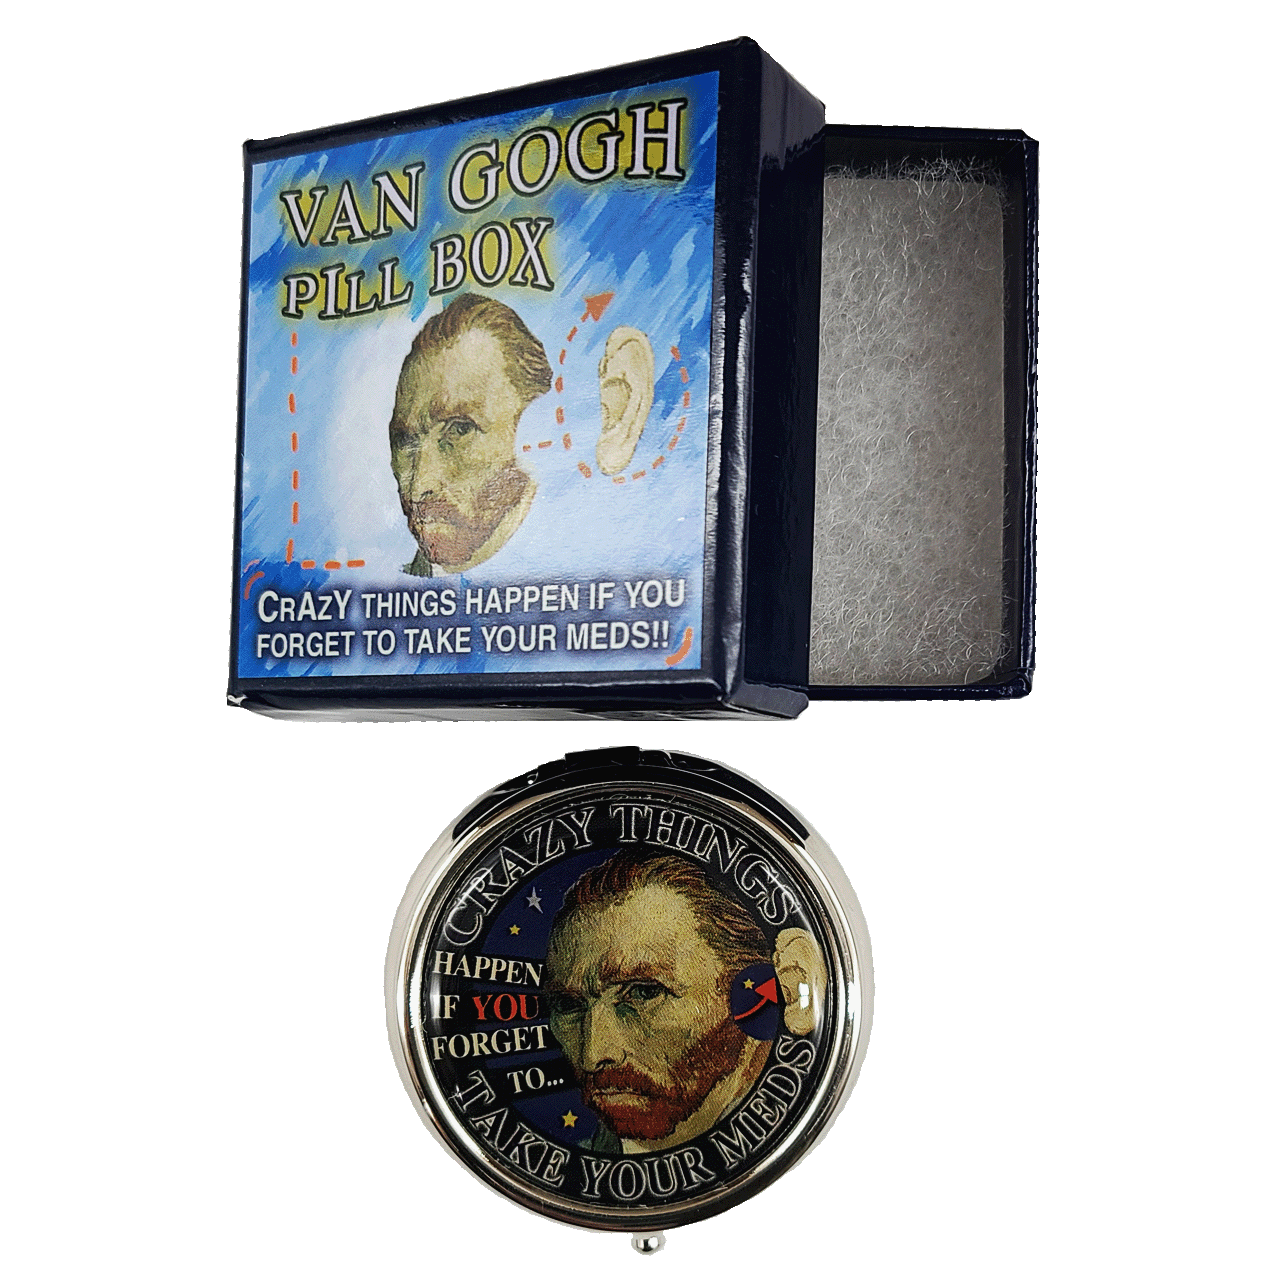 VAN GOGH
PILL BOX
CRAZY THINGS HAPPEN IF YOU
FORGET TO TAKE YOUR MEDS!!
CRAZY THINGS
HAPPEN
IF YOU
FORGET
TO...
TAKE YOUR MEDS